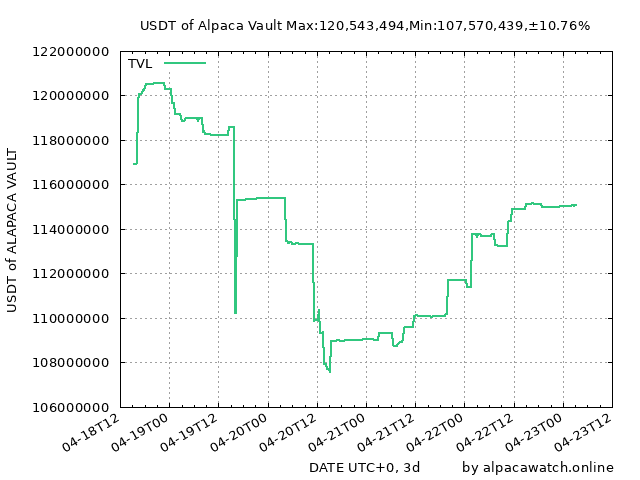 USDT of Alpaca Vault Max:120,543,494,Min:107,570,439,±10.76%
TVL
USDT of ALAPACA VAULT
122000000
120000000
118000000
116000000
114000000
112000000
110000000
108000000
106000000
04-18T12
04-19T00
04-19T12
04-20T00
04-20T12
04-21T00
04-21T12
04-22T00
04-22T12
04-23T00
04-23T12
DATE UTC+0, 3d
by alpacawatch.online